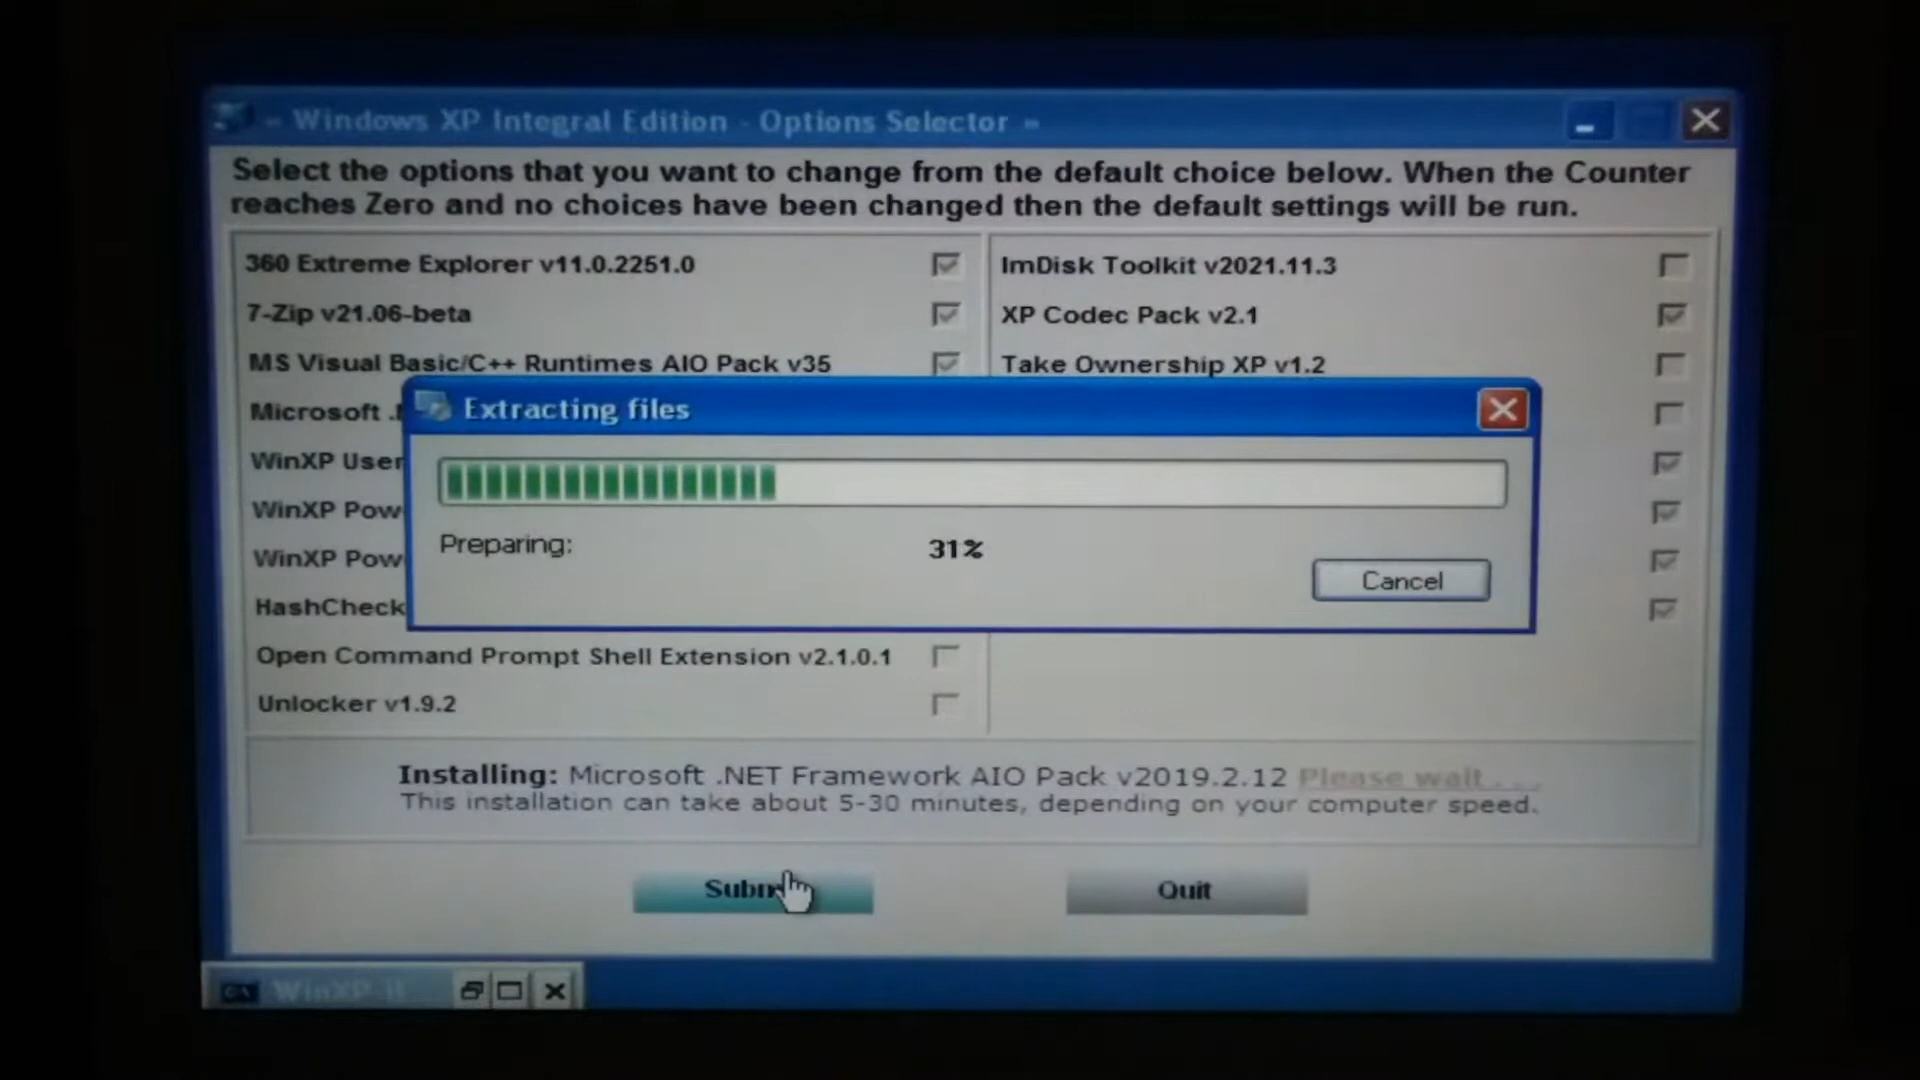 - Windows XP Integral Edition - Options Selector -
Select the options that you want to change from the default choice below. When the Counter
reaches Zero and no choices have been changed then the default settings will be run.
360 Extreme Explorer v11.0.2251.0
7-Zip v21.06-beta
MS Visual Basic/C++ Runtimes AIO Pack v35
Microsoft
WinXP User
WinXP Pow
WinXP Pow
HashCheck
Open Command Prompt Shell Extension v2.1.0.1
Unlocker v1.9.2
ImDisk Toolkit v2021.11.3
XP Codec Pack v2.1
Take Ownership XP v1.2
Extracting files
Preparing:
31%
Cancel
Installing: Microsoft .NET Framework AIO Pack v2019.2.12 Please wait . . .
This installation can take about 5-30 minutes, depending on your computer speed.
Subm
Quit
WinXP